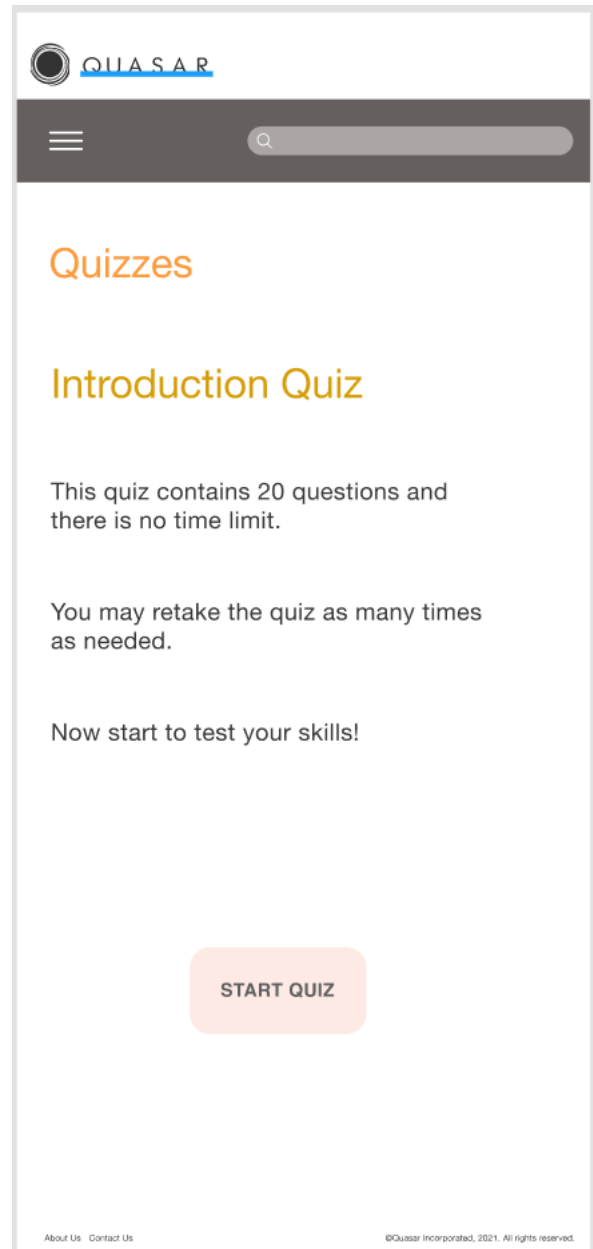 QUASAR
Quizzes
Introduction Quiz
This quiz contains 20 questions and
there is no time limit.
You may retake the quiz as many times
as needed.
Now start to test your skills!
START QUIZ
About Us Contact Us
©Quasar Incorporated, 2021. All rights reserved.